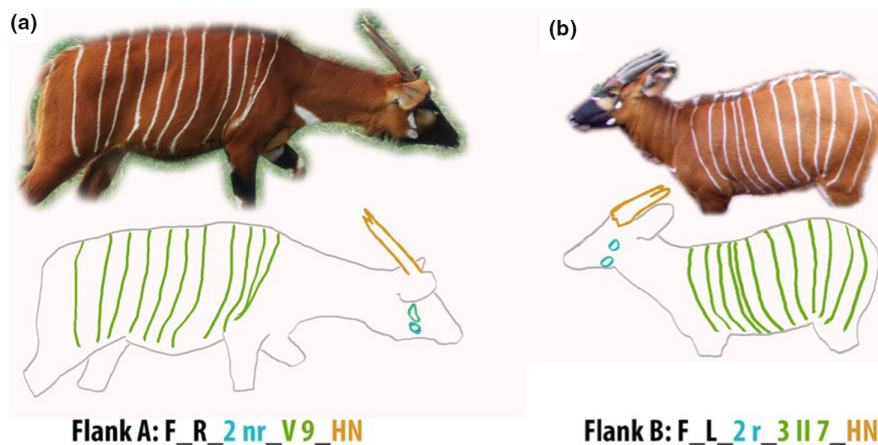 (a)
(b)
Flank A: F_R_2 nr_V 9_HN
Flank B: F_L_2 r_3 II 7_HN